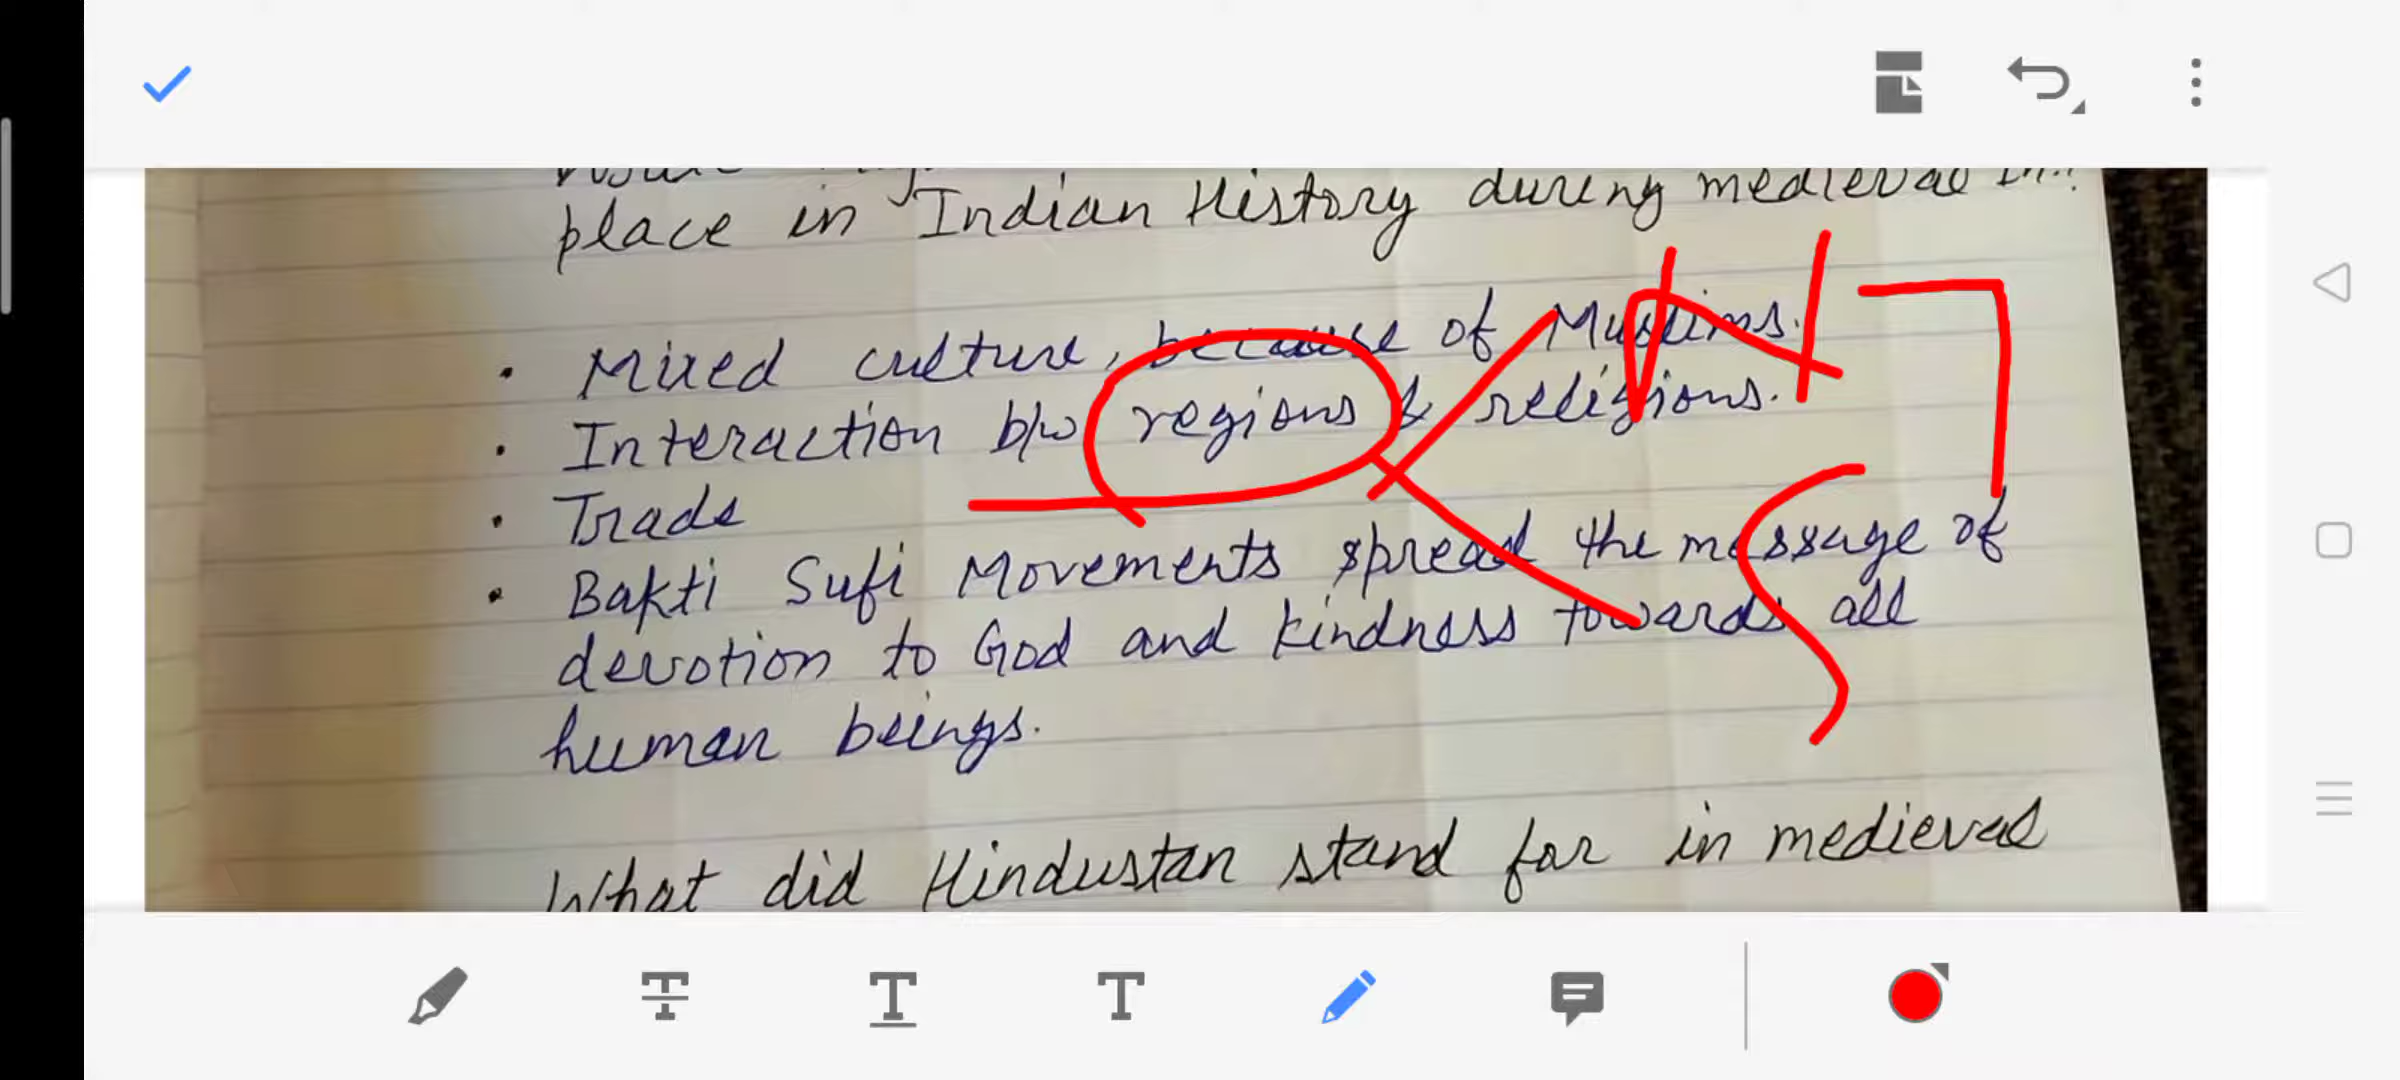 place in Indian History during medieval
• Mixed culture, because of Muslims.
• Interaction b/w regions & religions.
• Trade
• Bakti Sufi Movements spread the message of
devotion to God and kindness towards all
human beings.
What did Hindustan stand for in medieval
N
S